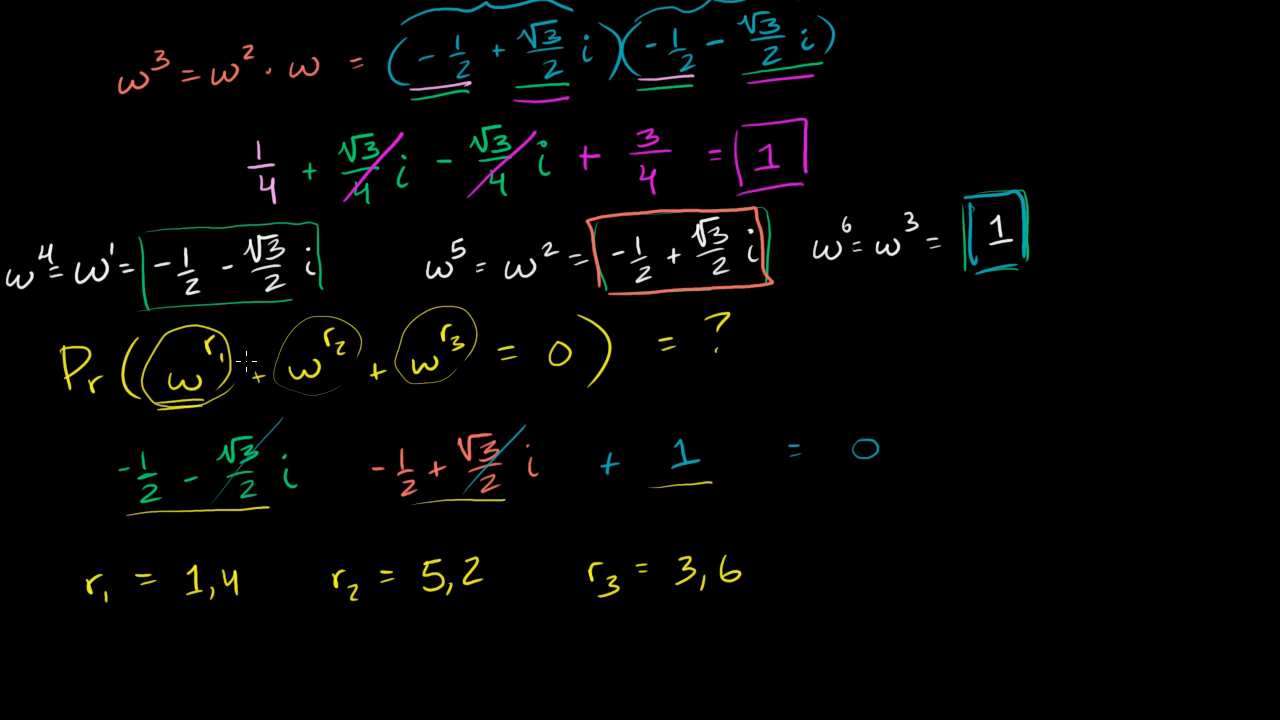 ω³ = ω² · ω = (-1/2 + √3/2 i)(-1/2 - √3/2 i)
1/4 + √3/4 i - √3/4 i + 3/4 = 1
ω⁴ = ω¹ = -1/2 - √3/2 i ω⁵ = ω² = -1/2 + √3/2 i ω⁶ = ω³ = 1
Pr(ω^r₁ + ω^r₂ + ω^r₃ = 0) = ?
-1/2 - √3/2 i -1/2 + √3/2 i + 1 = 0
r₁ = 1,4 r₂ = 5,2 r₃ = 3,6